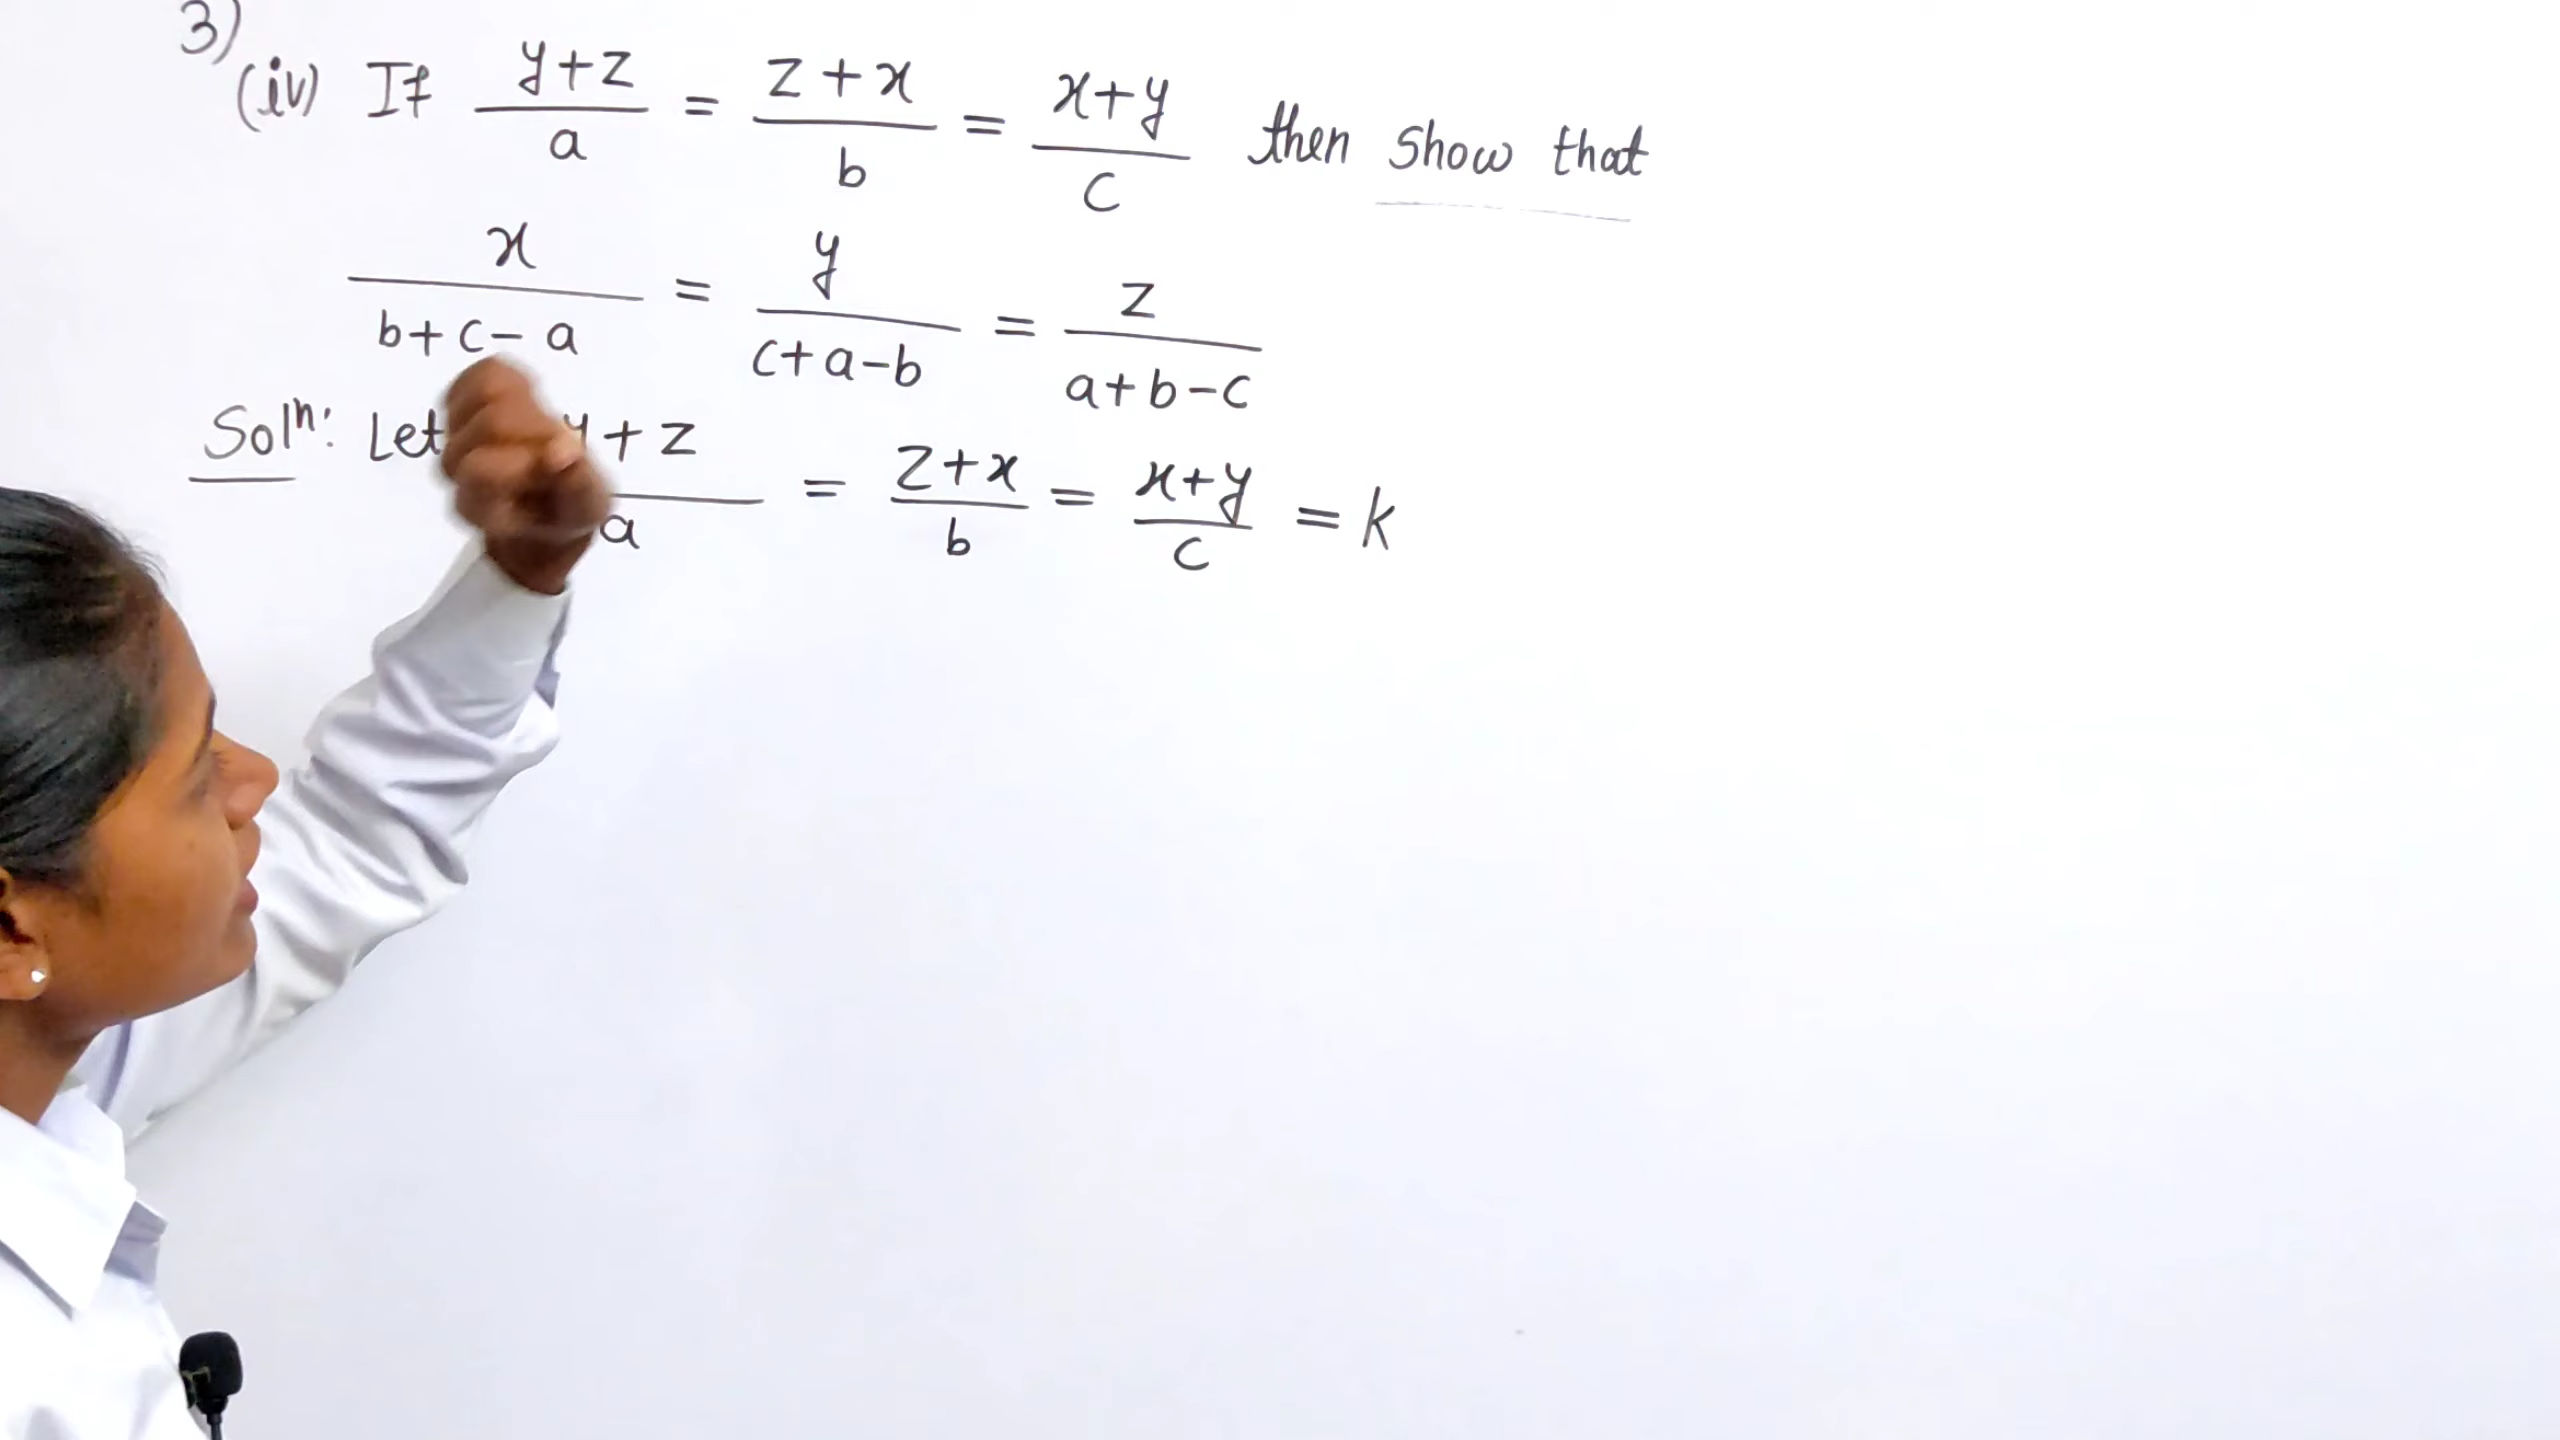 3)
(iv) If y+z/a = z+x/b = x+y/c then show that
x/b+c-a = y/c+a-b = z/a+b-c
Solⁿ: Let y+z/a = z+x/b = x+y/c = k